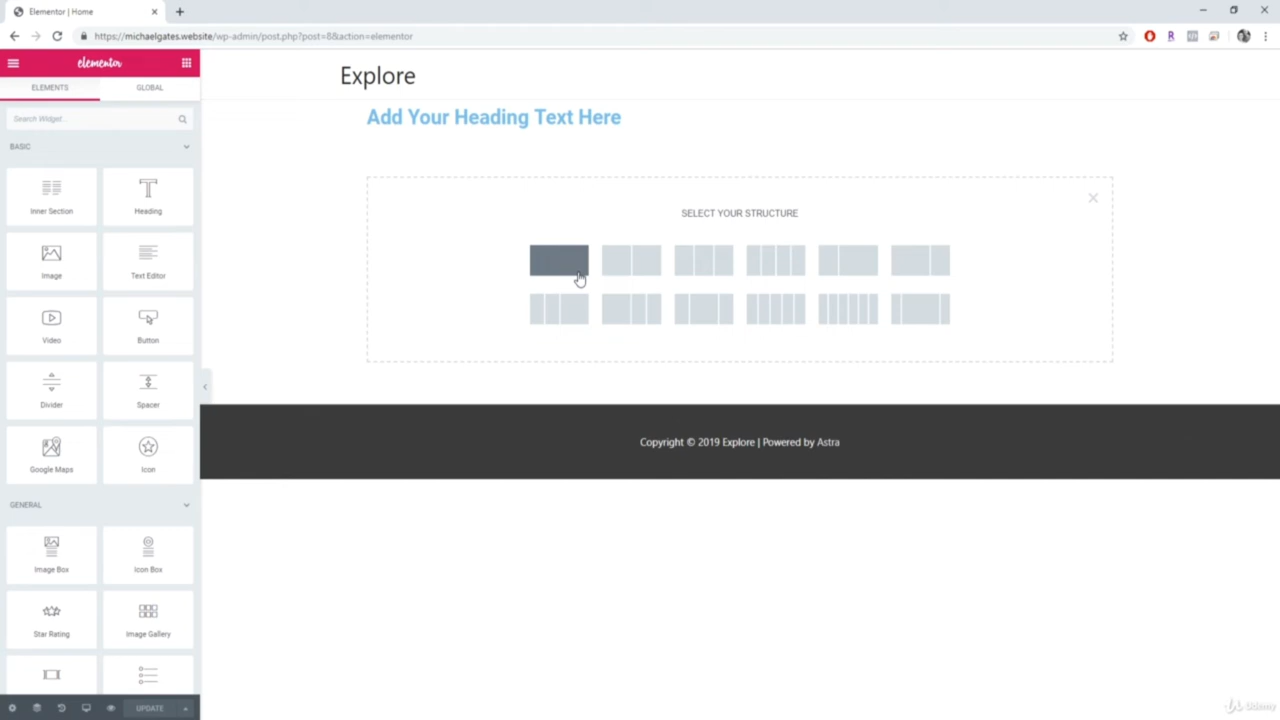 Elementor | Home
https://michaelgates.website/wp-admin/post.php?post=8&action=elementor
elementor
ELEMENTS
GLOBAL
Search Widget...
BASIC
Inner Section
Heading
Image
Text Editor
Video
Button
Divider
Spacer
Google Maps
Icon
GENERAL
Image Box
Icon Box
Star Rating
Image Gallery
UPDATE
Explore
Add Your Heading Text Here
SELECT YOUR STRUCTURE
Copyright © 2019 Explore | Powered by Astra
Udemy